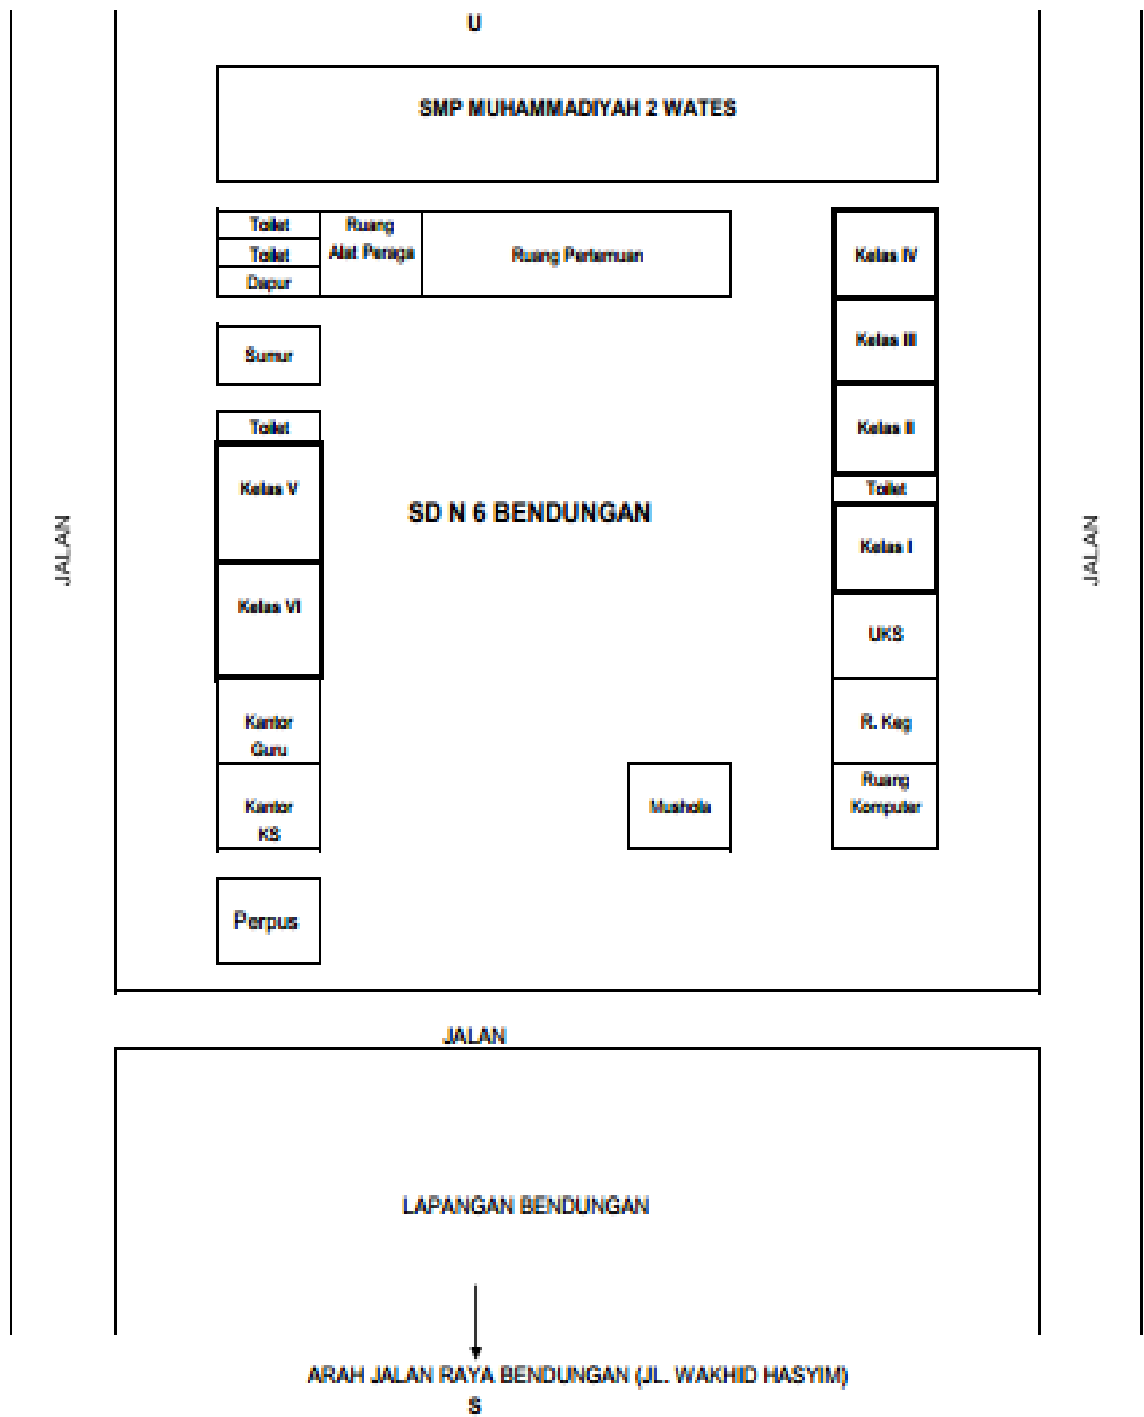 U
SMP MUHAMMADIYAH 2 WATES
Toilet
Toilet
Dapur
Ruang
Alat Peraga
Ruang Pertemuan
Kelas IV
Kelas III
Kelas II
Toilet
Kelas I
UKS
R. Kag
Ruang
Komputer
Sumur
Toilet
Kelas V
Kelas VI
Kantor
Guru
Kantor
KS
Perpus
SD N 6 BENDUNGAN
Mushola
JALAN
JALAN
JALAN
LAPANGAN BENDUNGAN
ARAH JALAN RAYA BENDUNGAN (JL. WAKHID HASYIM)
S